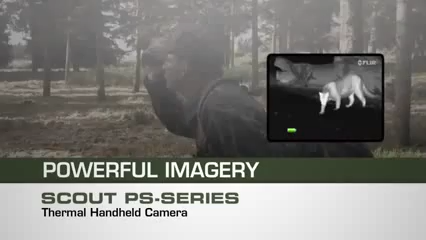 FLIR
POWERFUL IMAGERY
SCOUT PS-SERIES
Thermal Handheld Camera